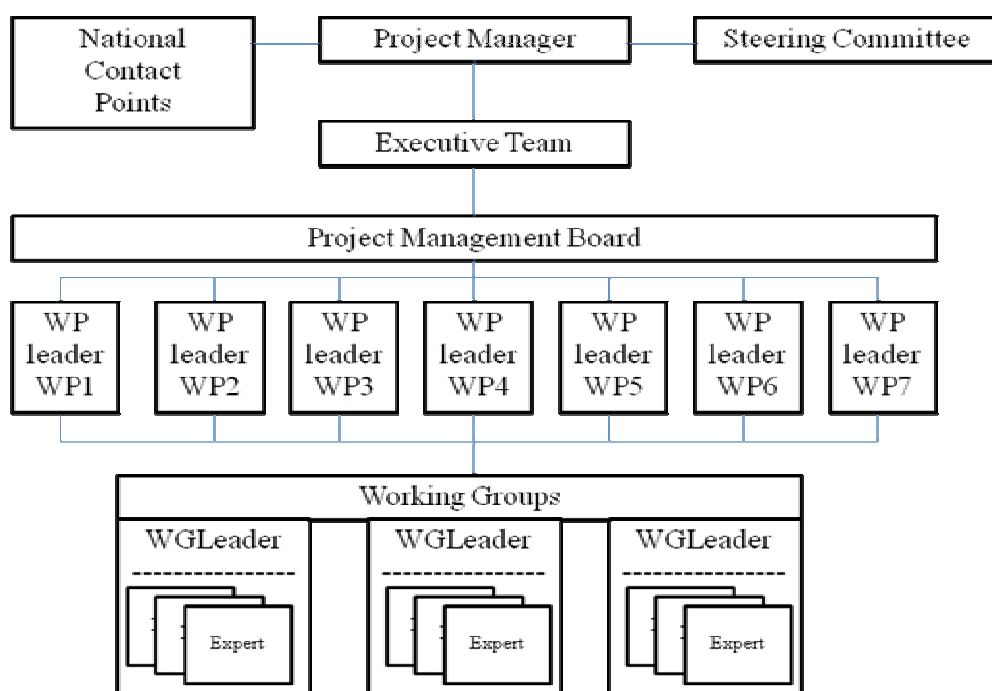 National
Contact
Points
Project Manager
Steering Committee
Executive Team
Project Management Board
WP
leader
WP1
WP
leader
WP2
WP
leader
WP3
WP
leader
WP4
WP
leader
WP5
WP
leader
WP6
WP
leader
WP7
Working Groups
WGLeader
Expert
WGLeader
Expert
WGLeader
Expert